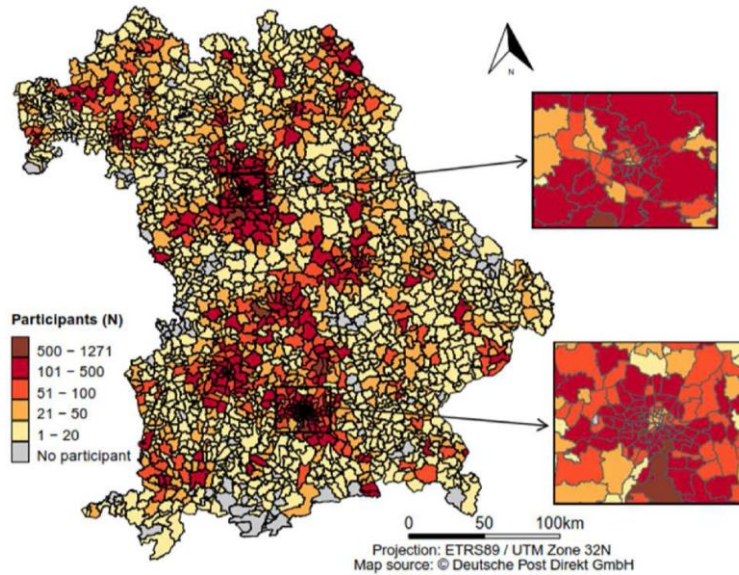 N
Participants (N)
500 − 1271
101 − 500
51 − 100
21 − 50
1 − 20
No participant
0 50 100km
Projection: ETRS89 / UTM Zone 32N
Map source: © Deutsche Post Direkt GmbH